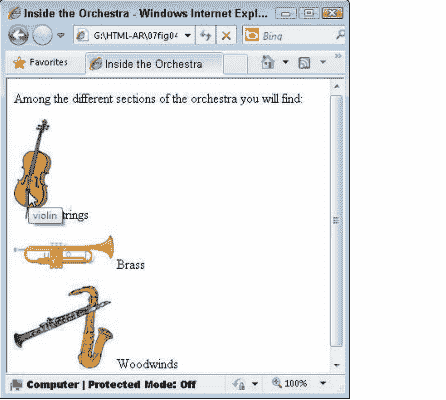 Inside the Orchestra - Windows Internet Expl...
G:\HTML-AR\07fig04
Bing
Favorites
Inside the Orchestra
Among the different sections of the orchestra you will find:
trings
violin
Brass
Woodwinds
Computer | Protected Mode: Off
100%